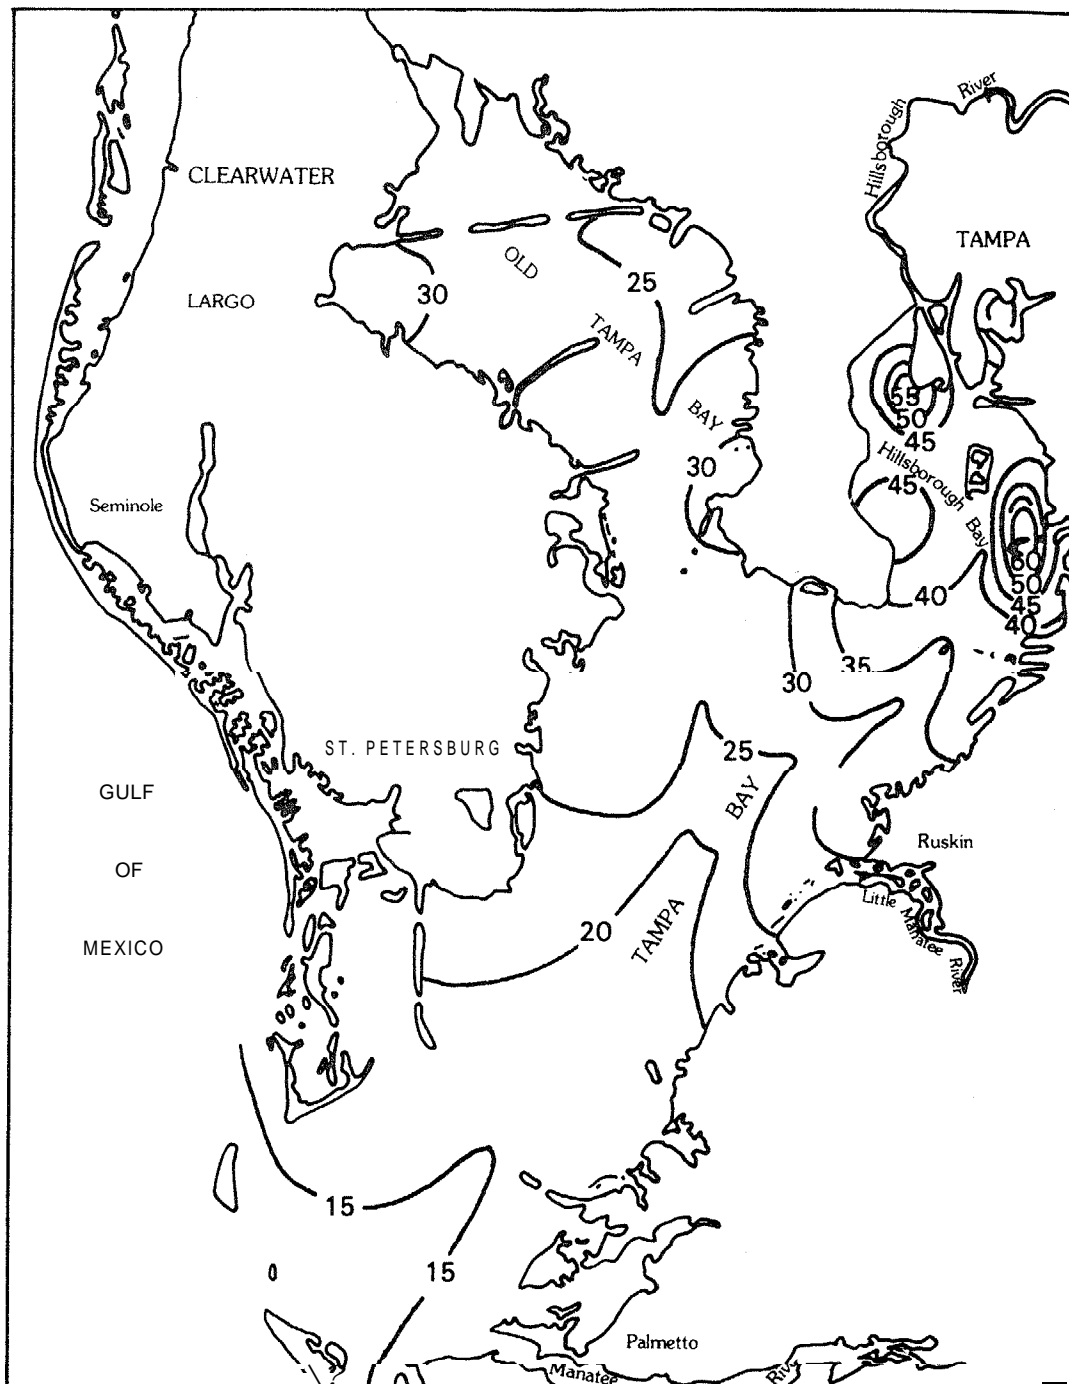 River
Hillsborough
CLEARWATER
TAMPA
OLD
LARGO
30
25
TAMPA
55
50
45
BAY
Hillsborough
Bay
30
45
Seminole
60
50
45
40
40
35
30
ST. PETERSBURG
25
BAY
GULF
OF
MEXICO
Ruskin
Little
Manatee
River
20
TAMPA
15
15
Palmetto
Manatee